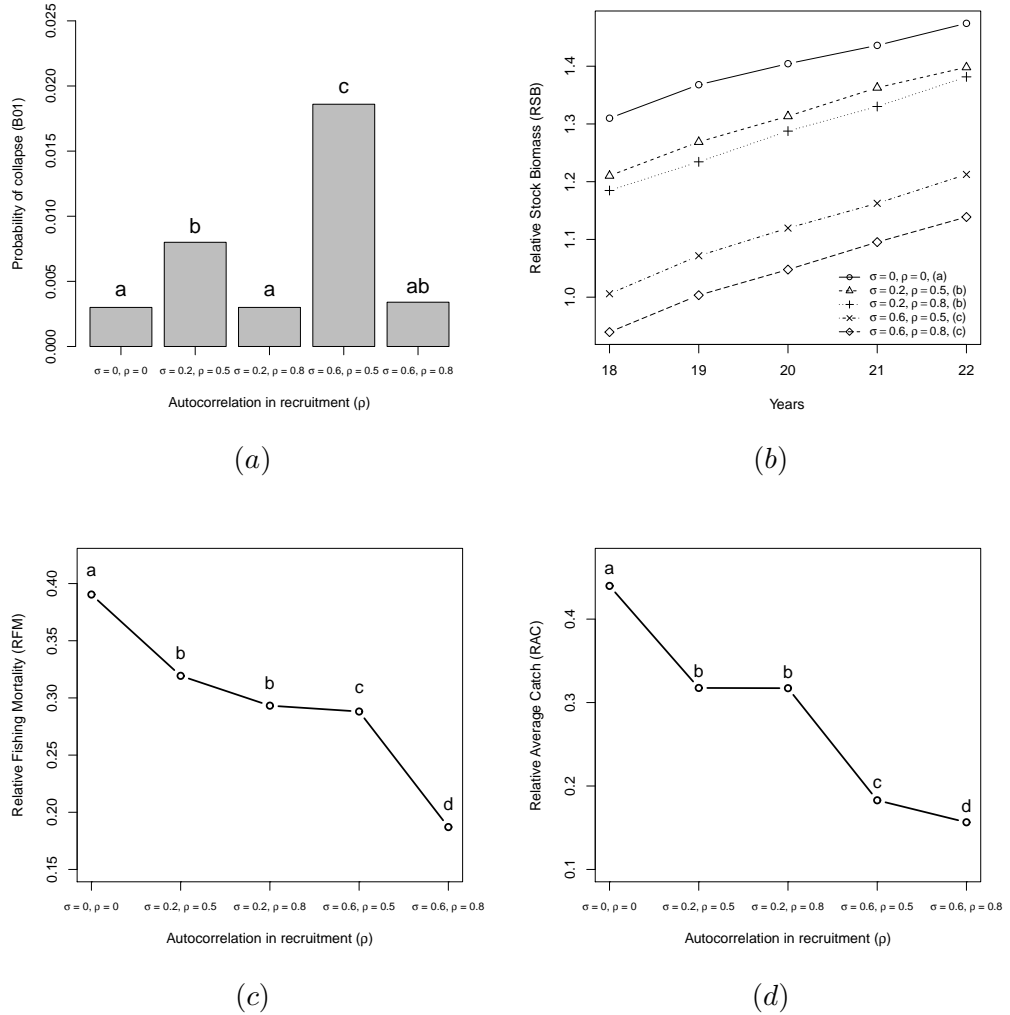 Probability of collapse (B01)
0.025
0.020
0.015
0.010
0.005
0.000
a
b
a
c
ab
σ = 0, ρ = 0
σ = 0.2, ρ = 0.5
σ = 0.2, ρ = 0.8
σ = 0.6, ρ = 0.5
σ = 0.6, ρ = 0.8
Autocorrelation in recruitment (ρ)
(a)
Relative Stock Biomass (RSB)
1.4
1.3
1.2
1.1
1.0
σ = 0, ρ = 0, (a)
σ = 0.2, ρ = 0.5, (b)
σ = 0.2, ρ = 0.8, (b)
σ = 0.6, ρ = 0.5, (c)
σ = 0.6, ρ = 0.8, (c)
18 19 20 21 22
Years
(b)
Relative Fishing Mortality (RFM)
0.40
0.35
0.30
0.25
0.20
0.15
a
b
b
c
d
σ = 0, ρ = 0
σ = 0.2, ρ = 0.5
σ = 0.2, ρ = 0.8
σ = 0.6, ρ = 0.5
σ = 0.6, ρ = 0.8
Autocorrelation in recruitment (ρ)
(c)
Relative Average Catch (RAC)
0.4
0.3
0.2
0.1
a
b
b
c
d
σ = 0, ρ = 0
σ = 0.2, ρ = 0.5
σ = 0.2, ρ = 0.8
σ = 0.6, ρ = 0.5
σ = 0.6, ρ = 0.8
Autocorrelation in recruitment (ρ)
(d)